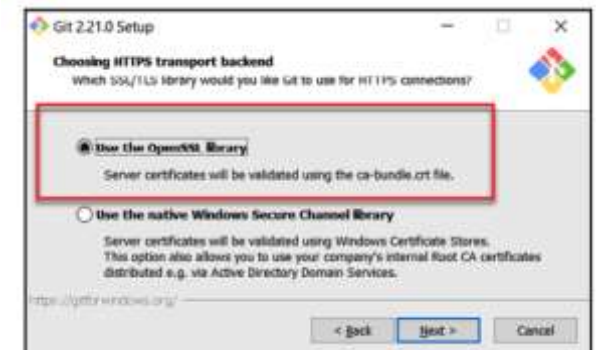 Git 2.21.0 Setup
Choosing HTTPS transport backend
Which SSL/TLS library would you like Git to use for HTTPS connections?
Use the OpenSSL library
Server certificates will be validated using the ca-bundle.crt file.
Use the native Windows Secure Channel library
Server certificates will be validated using Windows Certificate Stores.
This option also allows you to use your company's internal Root CA certificates
distributed e.g. via Active Directory Domain Services.
https://gitforwindows.org/
< Back
Next >
Cancel